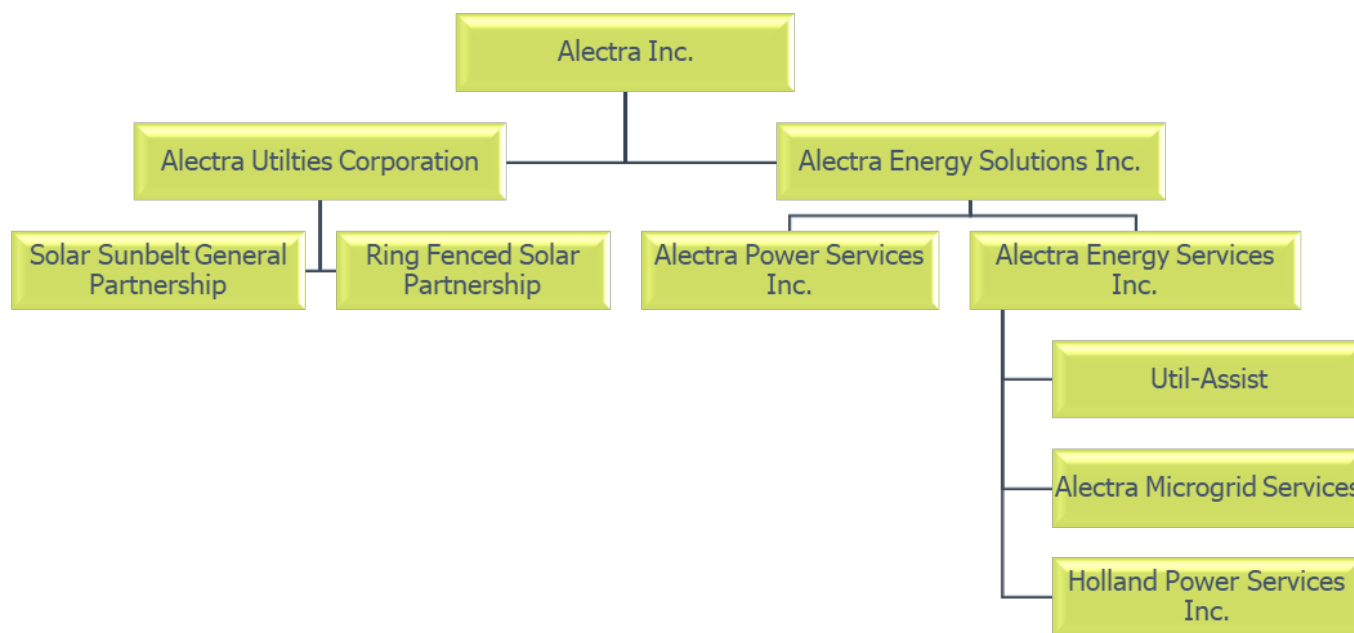 Alectra Inc.
Alectra Utilties Corporation
Alectra Energy Solutions Inc.
Solar Sunbelt General
Partnership
Ring Fenced Solar
Partnership
Alectra Power Services
Inc.
Alectra Energy Services
Inc.
Util-Assist
Alectra Microgrid Services
Holland Power Services
Inc.